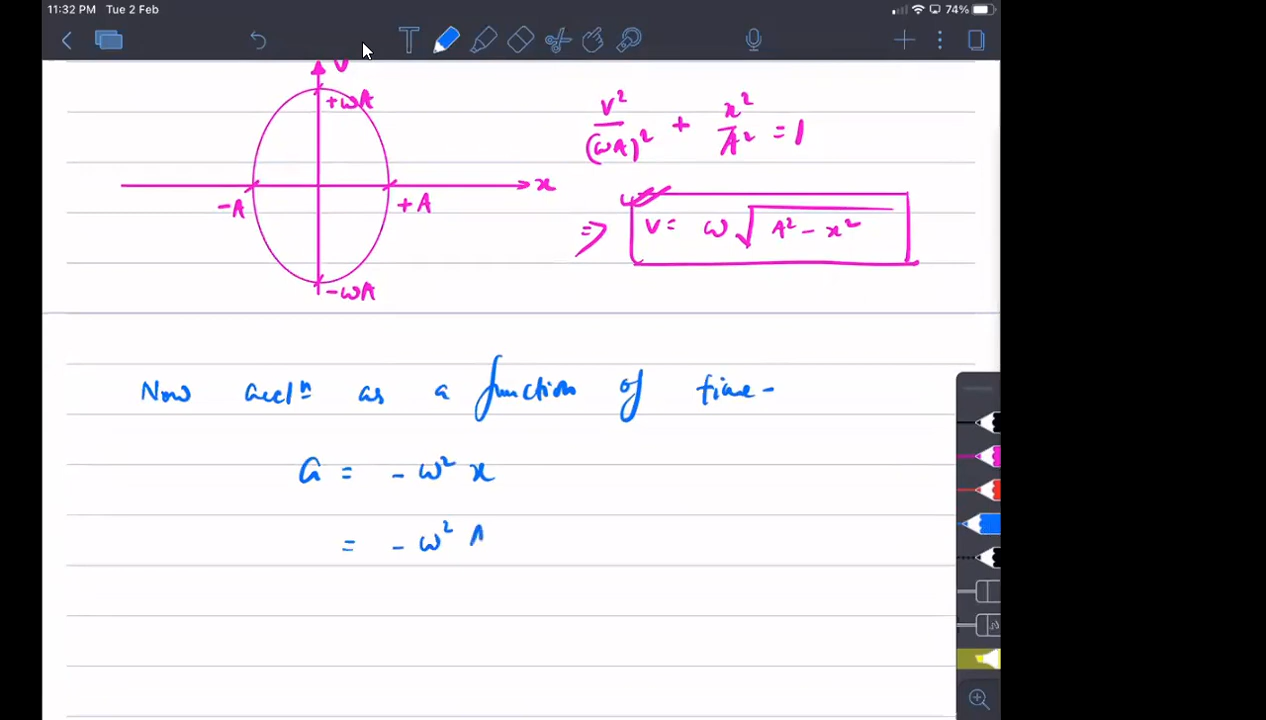 11:32 PM Tue 2 Feb 74%
T
V
+ωA
-A +A x
-ωA
v²/(ωA)² + x²/A² = 1
⇒ v = ω√(A² - x²)
Now acclⁿ as a function of time-
a = - ω² x
= - ω² A